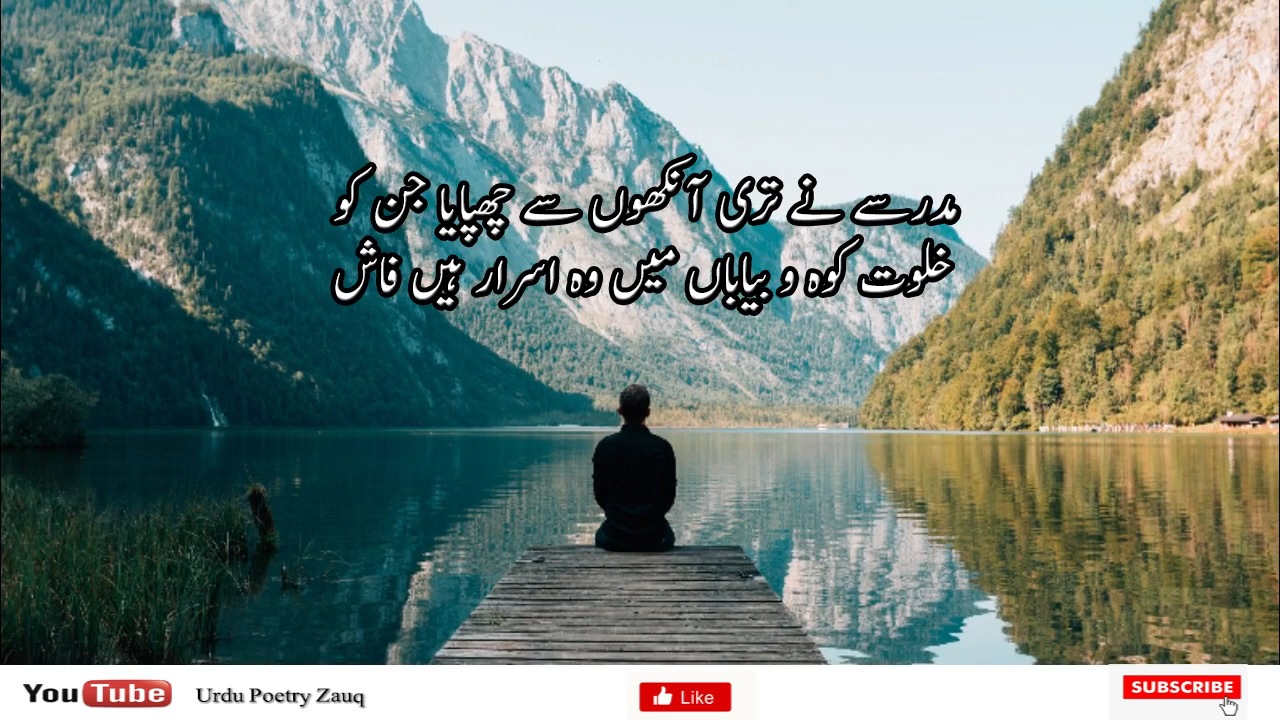 مدرسے نے تری آنکھوں سے چھپایا جن کو
خلوت کوہ و بیاباں میں وہ اسرار ہیں فاش
YouTube Urdu Poetry Zauq Like SUBSCRIBE